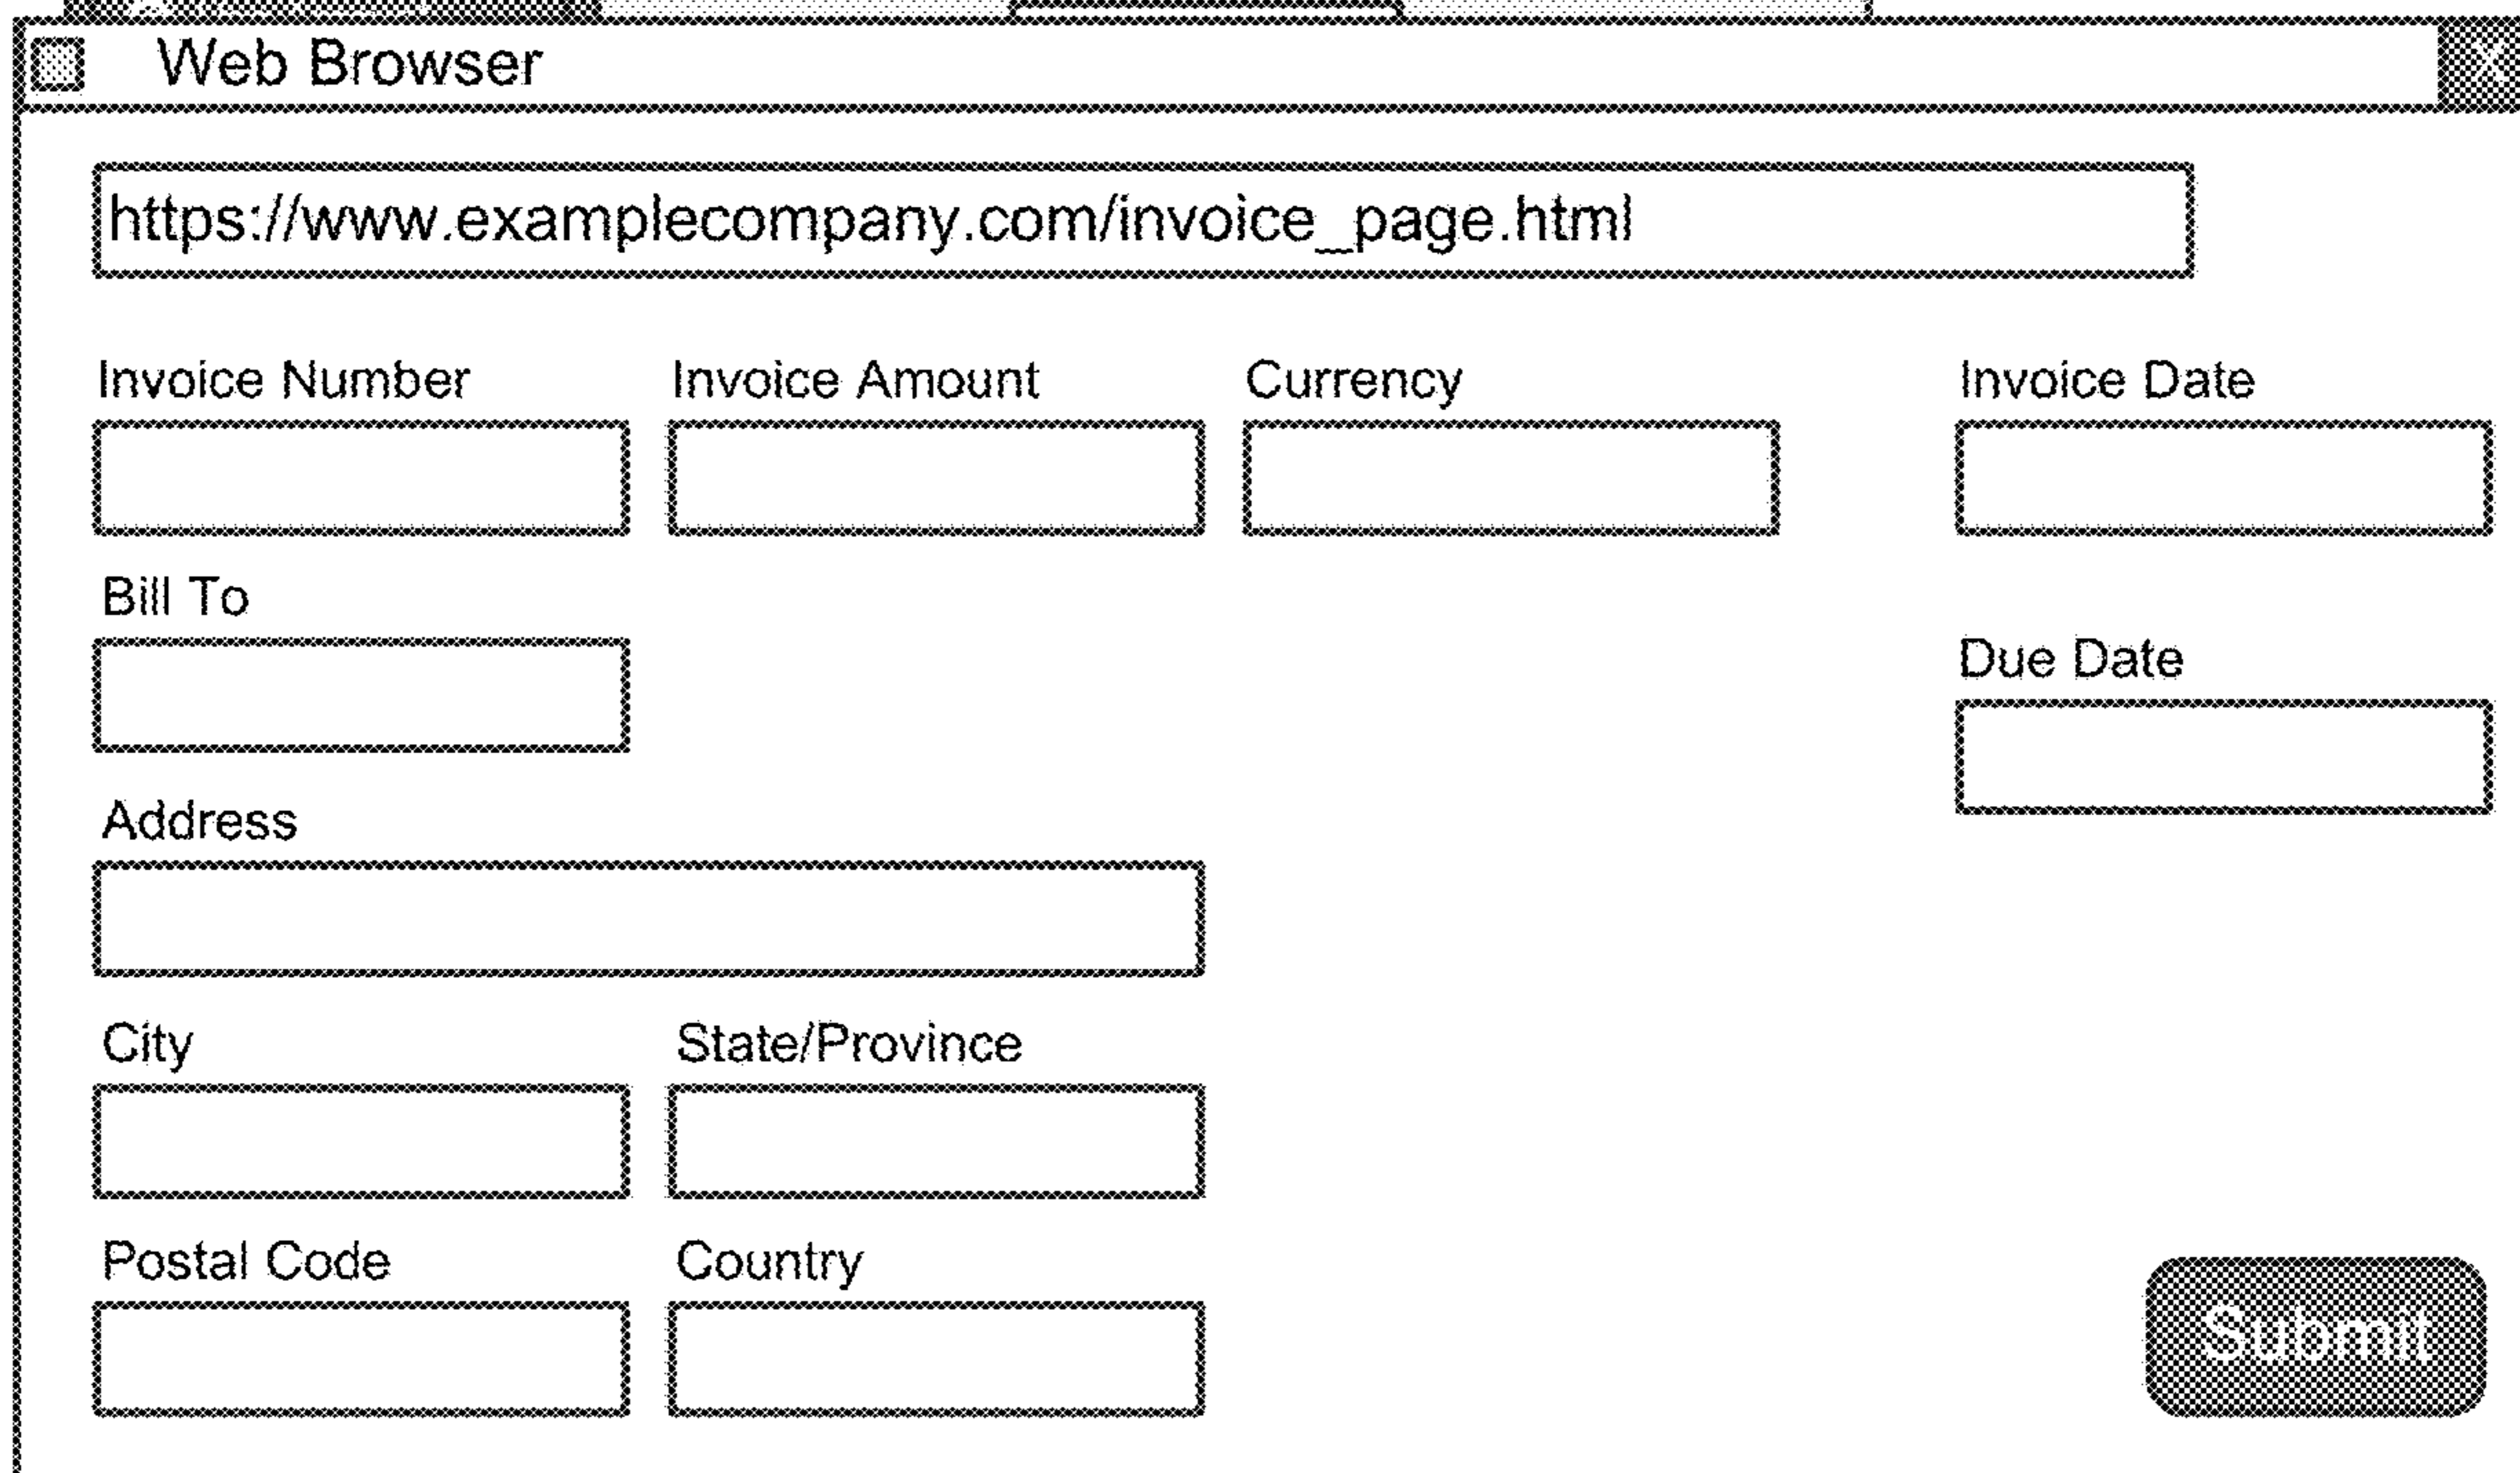 Web Browser X
https://www.examplecompany.com/invoice_page.html
Invoice Number Invoice Amount Currency Invoice Date
Bill To
Due Date
Address
City State/Province
Postal Code Country
Submit